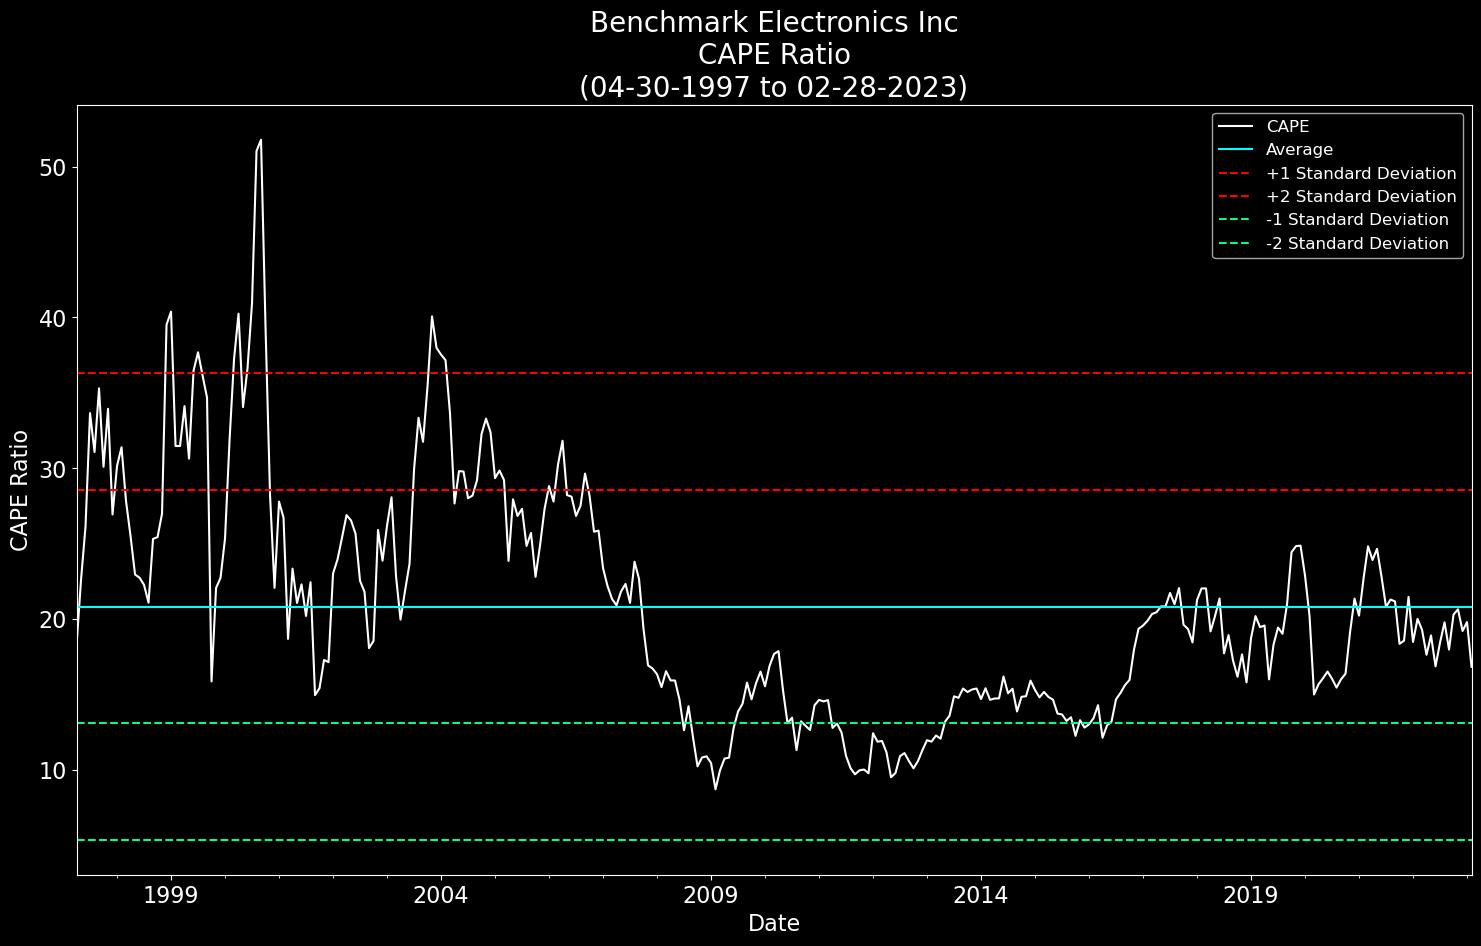 Benchmark Electronics Inc
CAPE Ratio
(04-30-1997 to 02-28-2023)
CAPE
Average
+1 Standard Deviation
+2 Standard Deviation
-1 Standard Deviation
-2 Standard Deviation
50
40
30
20
10
CAPE Ratio
1999 2004 2009 2014 2019
Date